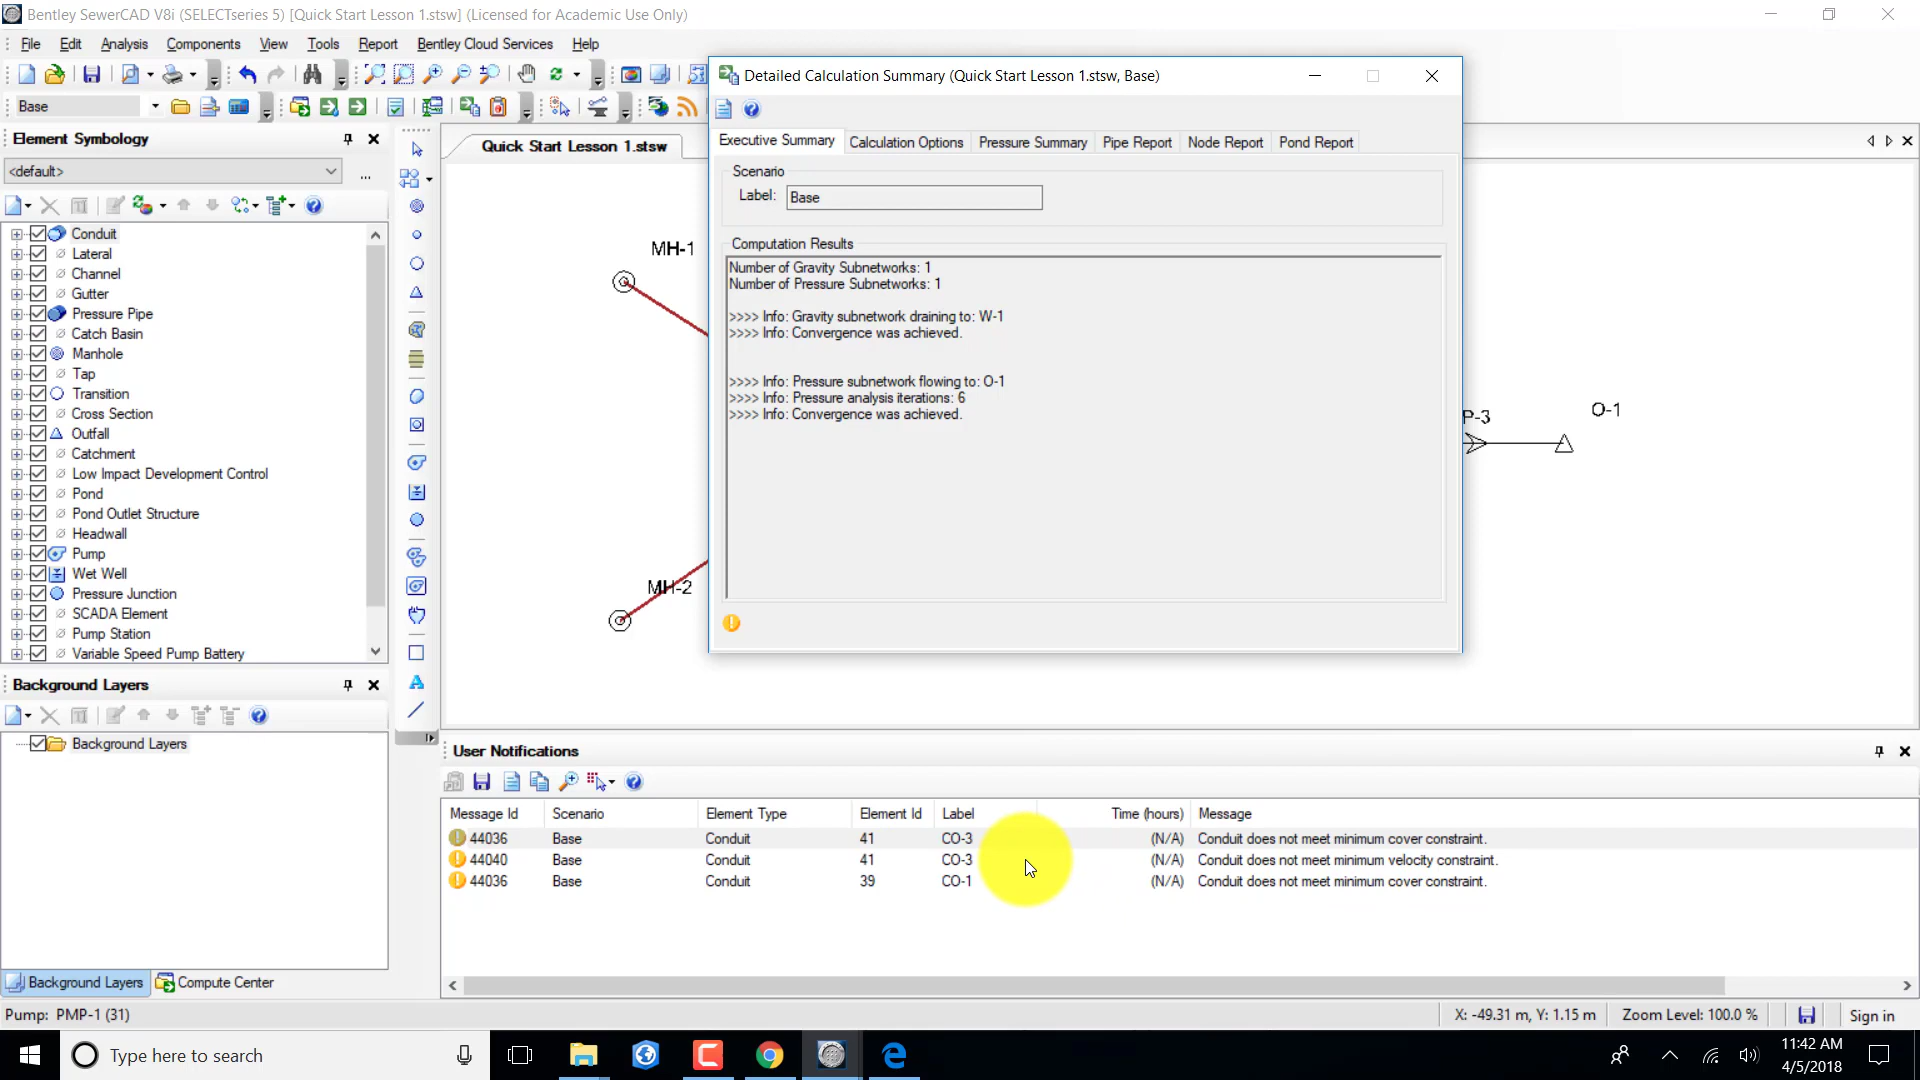 Bentley SewerCAD V8i (SELECTseries 5) [Quick Start Lesson 1.stsw] (Licensed for Academic Use Only)
File Edit Analysis Components View Tools Report Bentley Cloud Services Help
Base
Element Symbology
<default>
...
Conduit
Lateral
Channel
Gutter
Pressure Pipe
Catch Basin
Manhole
Tap
Transition
Cross Section
Outfall
Catchment
Low Impact Development Control
Pond
Pond Outlet Structure
Headwall
Pump
Wet Well
Pressure Junction
SCADA Element
Pump Station
Variable Speed Pump Battery
Background Layers
Background Layers
Background Layers Compute Center
Quick Start Lesson 1.stsw
MH-1
MH-2
P-3
O-1
Detailed Calculation Summary (Quick Start Lesson 1.stsw, Base)
Executive Summary Calculation Options Pressure Summary Pipe Report Node Report Pond Report
Scenario
Label: Base
Computation Results
Number of Gravity Subnetworks: 1
Number of Pressure Subnetworks: 1
>>>> Info: Gravity subnetwork draining to: W-1
>>>> Info: Convergence was achieved.
>>>> Info: Pressure subnetwork flowing to: O-1
>>>> Info: Pressure analysis iterations: 6
>>>> Info: Convergence was achieved.
User Notifications
Message Id Scenario Element Type Element Id Label Time (hours) Message
44036 Base Conduit 41 CO-3 (N/A) Conduit does not meet minimum cover constraint.
44040 Base Conduit 41 CO-3 (N/A) Conduit does not meet minimum velocity constraint.
44036 Base Conduit 39 CO-1 (N/A) Conduit does not meet minimum cover constraint.
Pump: PMP-1 (31)
X: -49.31 m, Y: 1.15 m Zoom Level: 100.0 % Sign in
Type here to search
11:42 AM
4/5/2018